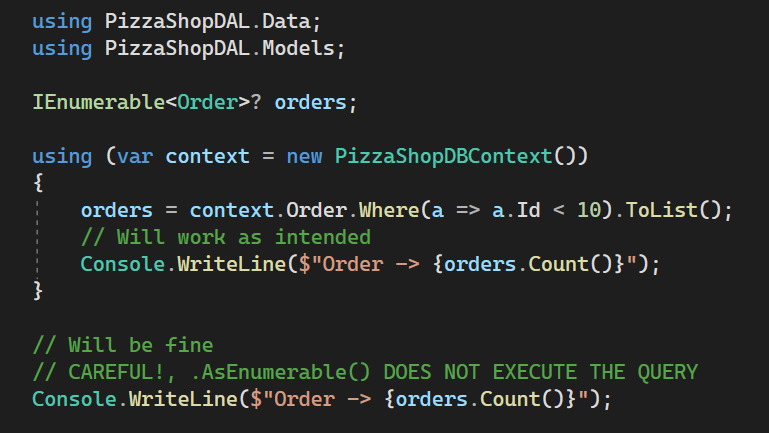 using PizzaShopDAL.Data;
using PizzaShopDAL.Models;
IEnumerable<Order>? orders;
using (var context = new PizzaShopDBContext())
{
orders = context.Order.Where(a => a.Id < 10).ToList();
// Will work as intended
Console.WriteLine($"Order -> {orders.Count()}");
}
// Will be fine
// CAREFUL!, .AsEnumerable() DOES NOT EXECUTE THE QUERY
Console.WriteLine($"Order -> {orders.Count()}");